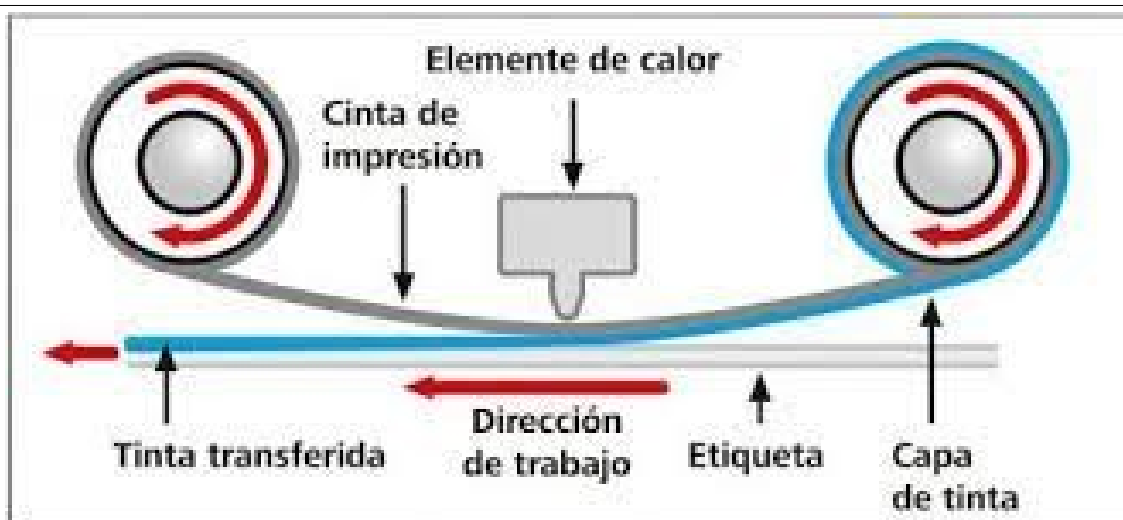 Elemente de calor
Cinta de
impresión
Tinta transferida
Dirección
de trabajo
Etiqueta
Capa
de tinta